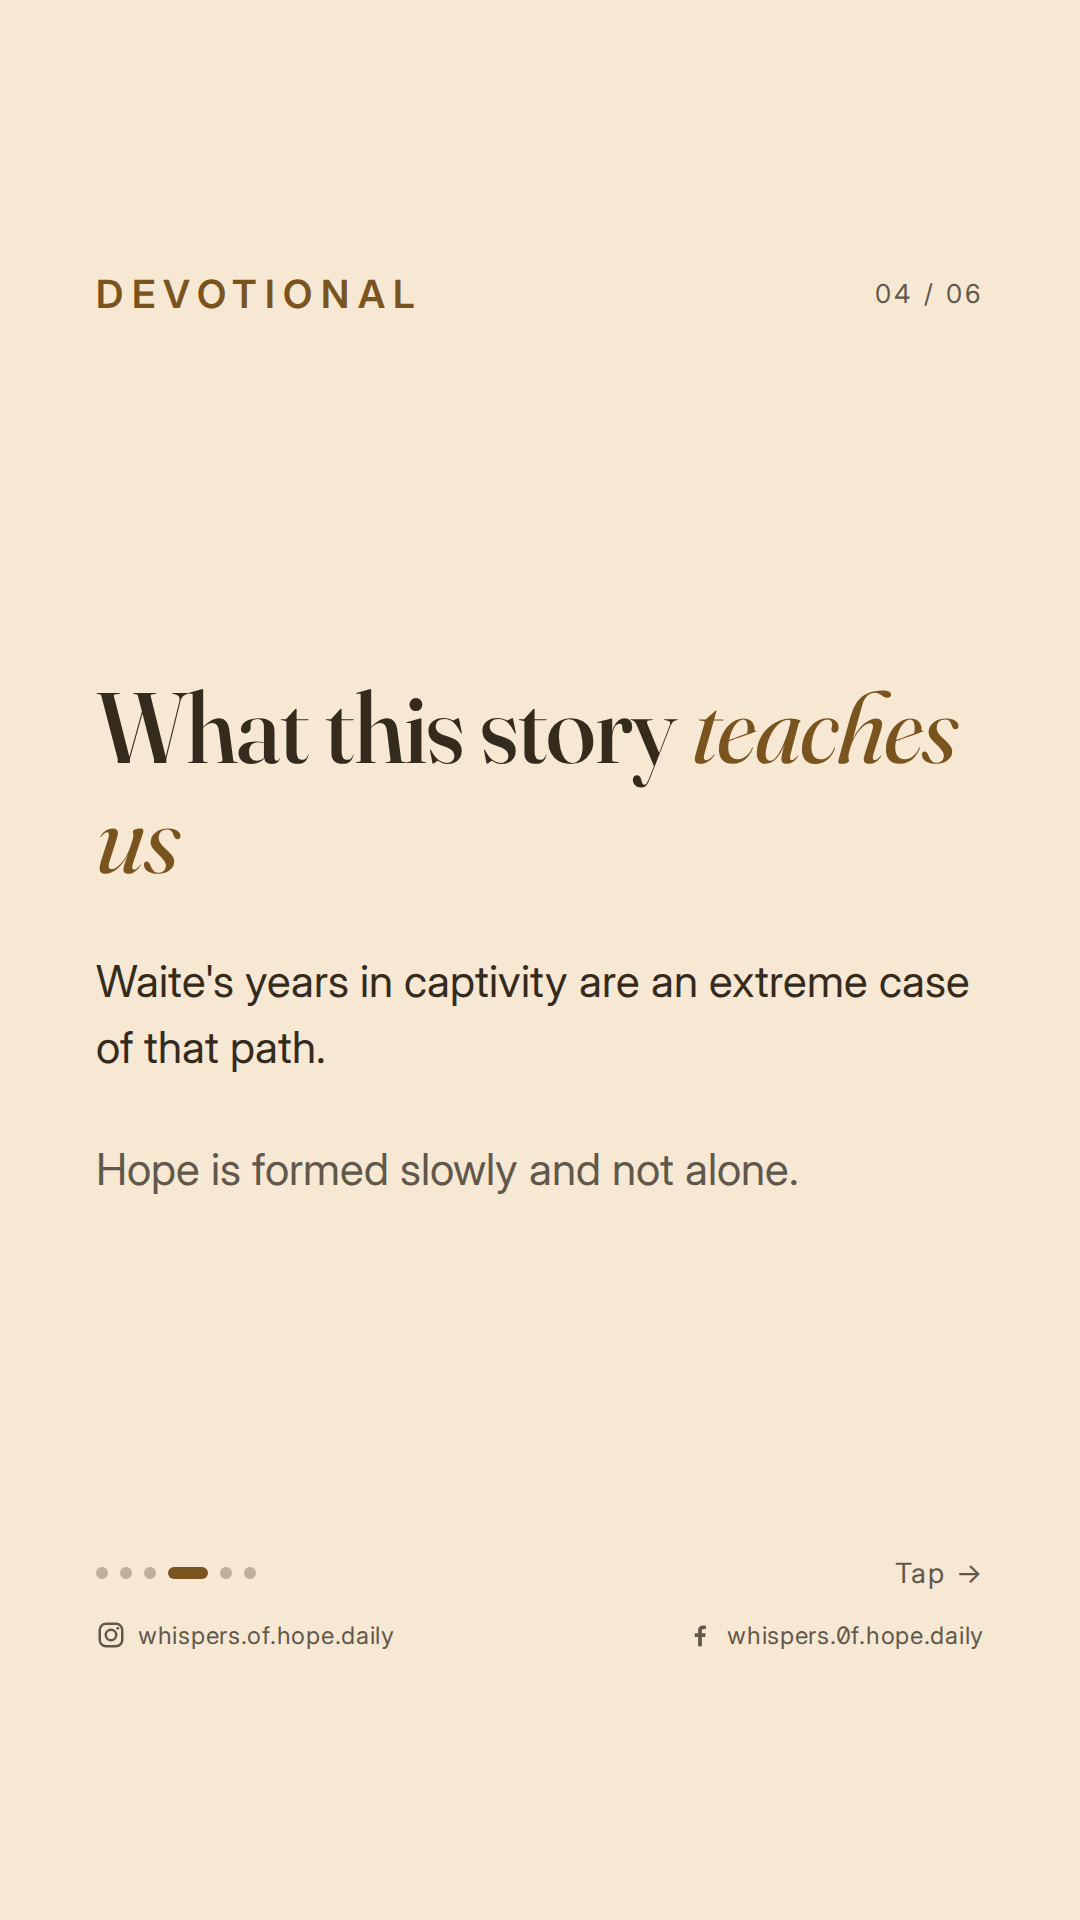 DEVOTIONAL
04 / 06
What this story teaches
us
Waite's years in captivity are an extreme case
of that path.
Hope is formed slowly and not alone.
Tap →
whispers.of.hope.daily
whispers.0f.hope.daily